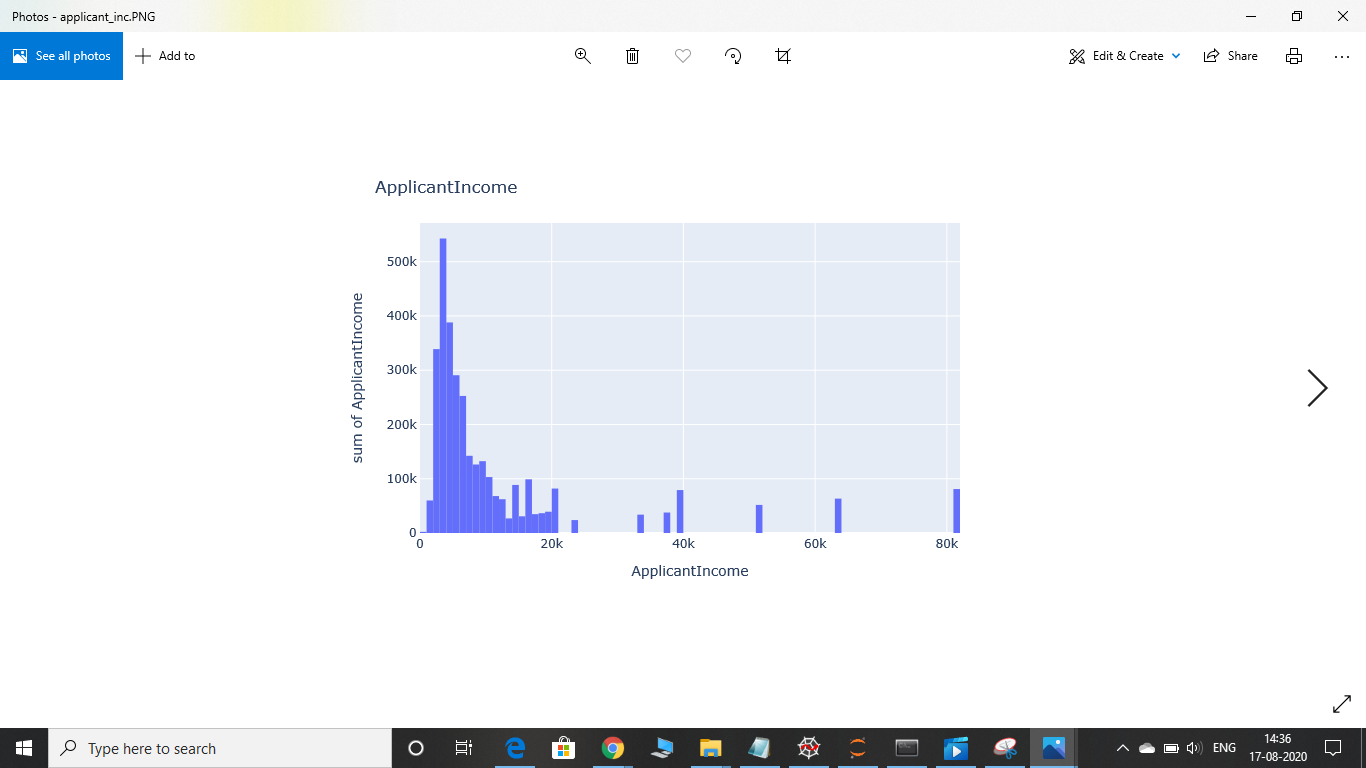 Photos - applicant_inc.PNG
See all photos
Add to
Edit & Create
Share
ApplicantIncome
sum of ApplicantIncome
500k
400k
300k
200k
100k
0
0 20k 40k 60k 80k
ApplicantIncome
Type here to search
ENG
14:36
17-08-2020